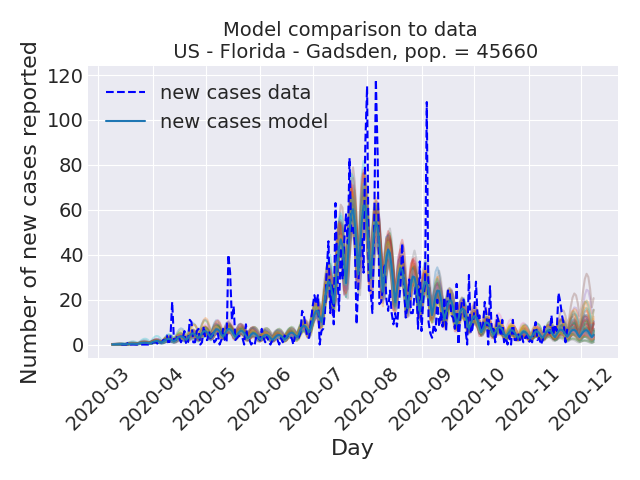 Model comparison to data
US - Florida - Gadsden, pop. = 45660
Number of new cases reported
120
100
80
60
40
20
0
new cases data
new cases model
2020-03
2020-04
2020-05
2020-06
2020-07
2020-08
2020-09
2020-10
2020-11
2020-12
Day